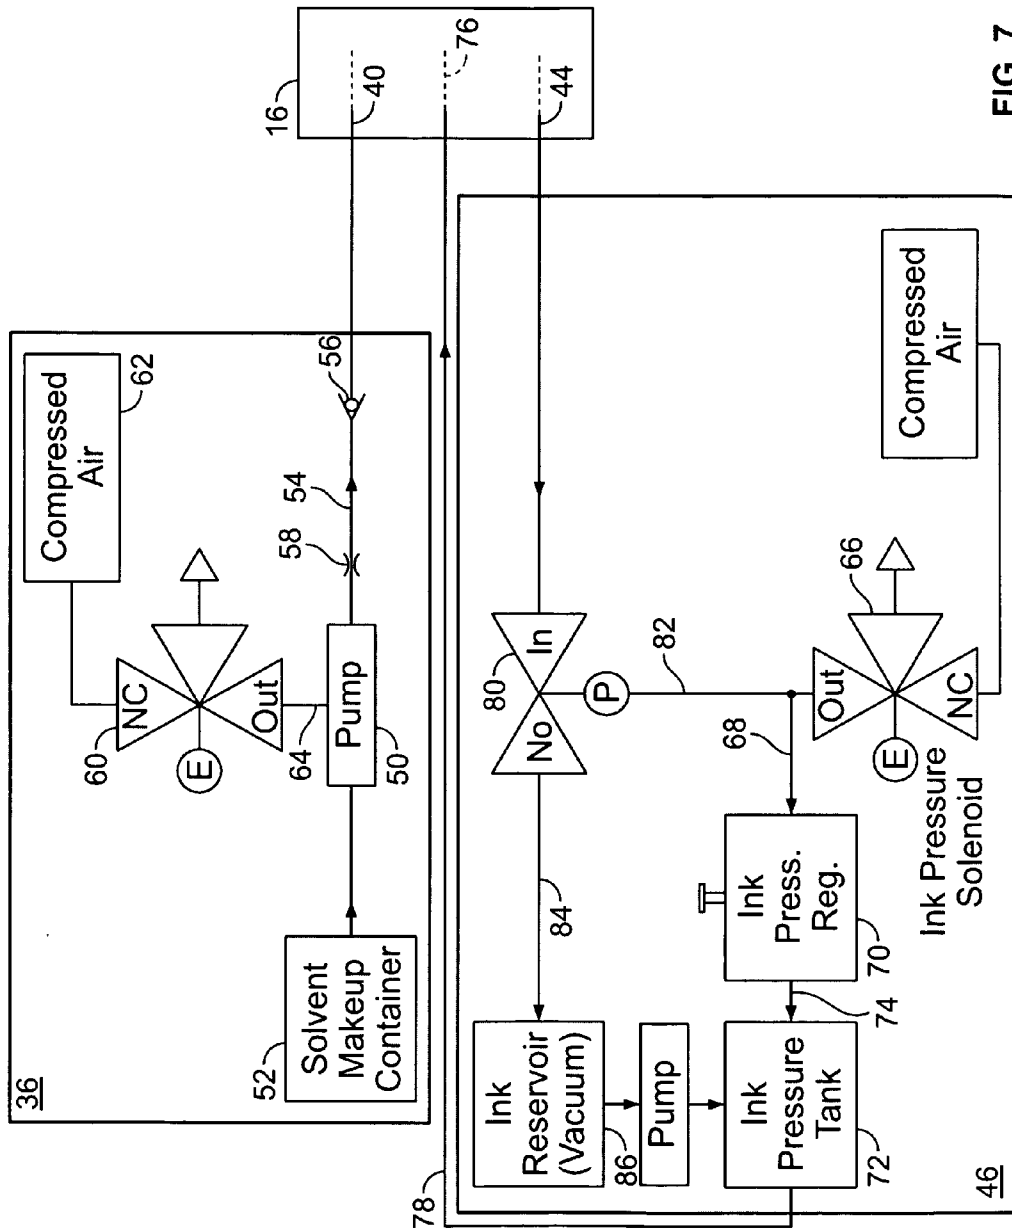 FIG. 7
16
40
76
44
36
Compressed
Air
62
NC
60
E
Out
64
Pump
50
58
54
56
52
Solvent
Makeup
Container
78
46
80
In
No
P
82
84
Ink
Reservoir
(Vacuum)
86
Pump
Ink
Pressure
Tank
72
74
Ink
Press.
Reg.
70
68
Out
66
E
NC
Ink Pressure
Solenoid
Compressed
Air